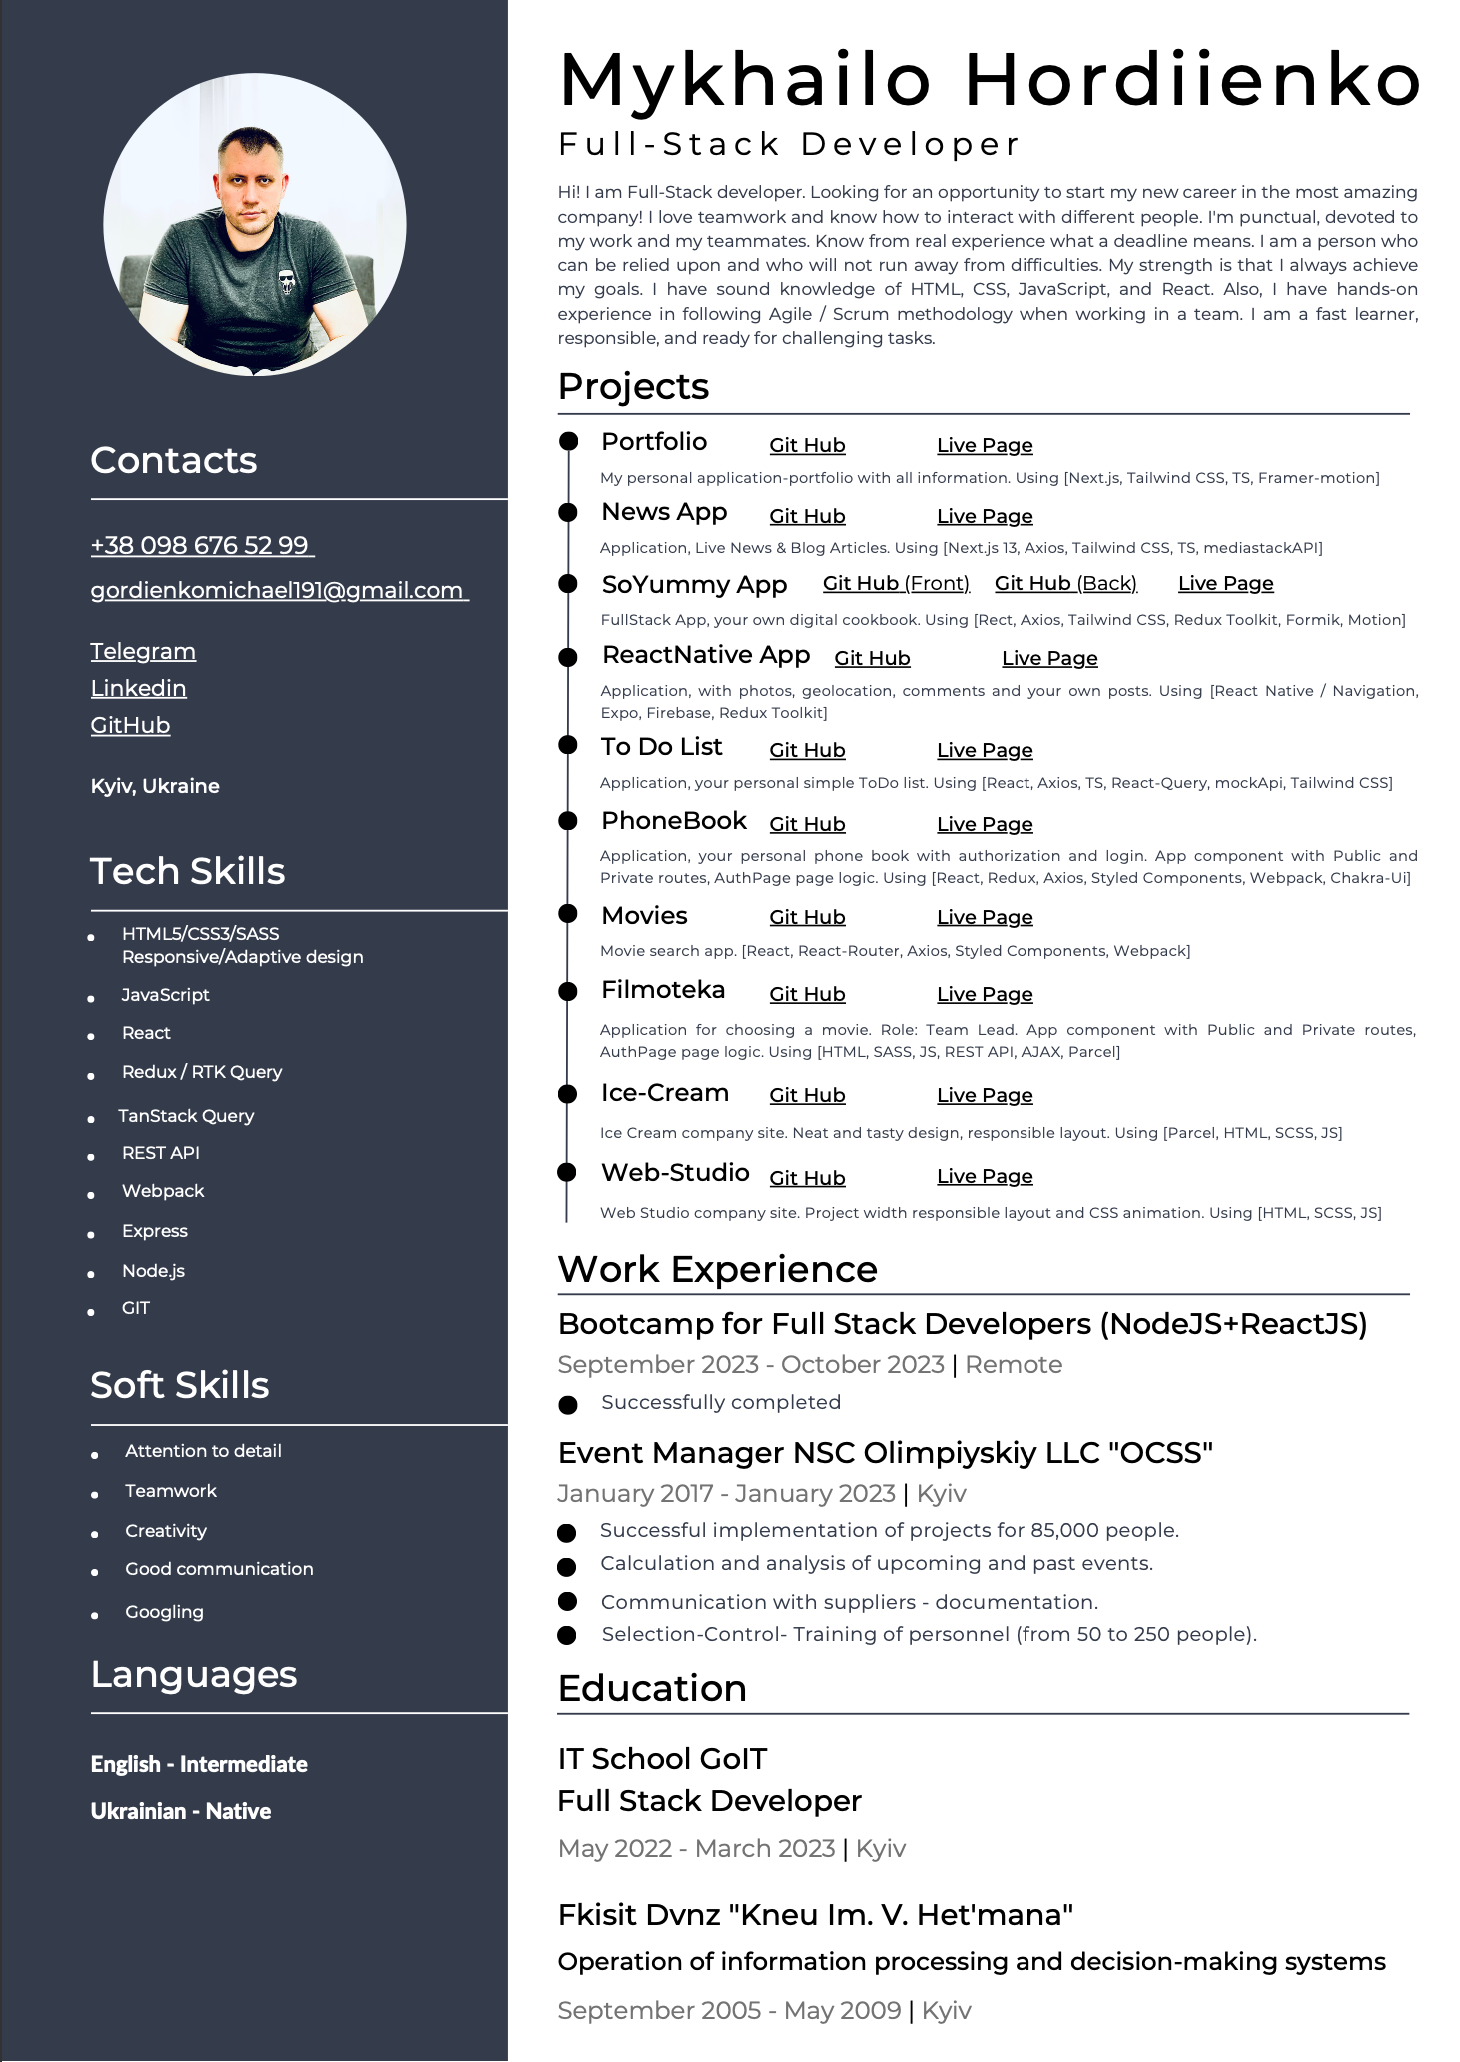 Mykhailo Hordiienko
Full-Stack Developer
Hi! I am Full-Stack developer. Looking for an opportunity to start my new career in the most amazing
company! I love teamwork and know how to interact with different people. I'm punctual, devoted to
my work and my teammates. Know from real experience what a deadline means. I am a person who
can be relied upon and who will not run away from difficulties. My strength is that I always achieve
my goals. I have sound knowledge of HTML, CSS, JavaScript, and React. Also, I have hands-on
experience in following Agile / Scrum methodology when working in a team. I am a fast learner,
responsible, and ready for challenging tasks.
Contacts
+38 098 676 52 99
gordienkomichael191@gmail.com
Telegram
Linkedin
GitHub
Kyiv, Ukraine
Tech Skills
HTML5/CSS3/SASS
Responsive/Adaptive design
JavaScript
React
Redux / RTK Query
TanStack Query
REST API
Webpack
Express
Node.js
GIT
Soft Skills
Attention to detail
Teamwork
Creativity
Good communication
Googling
Languages
English - Intermediate
Ukrainian - Native
Projects
Portfolio Git Hub Live Page
My personal application-portfolio with all information. Using [Next.js, Tailwind CSS, TS, Framer-motion]
News App Git Hub Live Page
Application, Live News & Blog Articles. Using [Next.js 13, Axios, Tailwind CSS, TS, mediastackAPI]
SoYummy App Git Hub (Front) Git Hub (Back) Live Page
FullStack App, your own digital cookbook. Using [Rect, Axios, Tailwind CSS, Redux Toolkit, Formik, Motion]
ReactNative App Git Hub Live Page
Application, with photos, geolocation, comments and your own posts. Using [React Native / Navigation,
Expo, Firebase, Redux Toolkit]
To Do List Git Hub Live Page
Application, your personal simple ToDo list. Using [React, Axios, TS, React-Query, mockApi, Tailwind CSS]
PhoneBook Git Hub Live Page
Application, your personal phone book with authorization and login. App component with Public and
Private routes, AuthPage page logic. Using [React, Redux, Axios, Styled Components, Webpack, Chakra-Ui]
Movies Git Hub Live Page
Movie search app. [React, React-Router, Axios, Styled Components, Webpack]
Filmoteka Git Hub Live Page
Application for choosing a movie. Role: Team Lead. App component with Public and Private routes,
AuthPage page logic. Using [HTML, SASS, JS, REST API, AJAX, Parcel]
Ice-Cream Git Hub Live Page
Ice Cream company site. Neat and tasty design, responsible layout. Using [Parcel, HTML, SCSS, JS]
Web-Studio Git Hub Live Page
Web Studio company site. Project width responsible layout and CSS animation. Using [HTML, SCSS, JS]
Work Experience
Bootcamp for Full Stack Developers (NodeJS+ReactJS)
September 2023 - October 2023 | Remote
Successfully completed
Event Manager NSC Olimpiyskiy LLC "OCSS"
January 2017 - January 2023 | Kyiv
Successful implementation of projects for 85,000 people.
Calculation and analysis of upcoming and past events.
Communication with suppliers - documentation.
Selection-Control- Training of personnel (from 50 to 250 people).
Education
IT School GoIT
Full Stack Developer
May 2022 - March 2023 | Kyiv
Fkisit Dvnz "Kneu Im. V. Het'mana"
Operation of information processing and decision-making systems
September 2005 - May 2009 | Kyiv